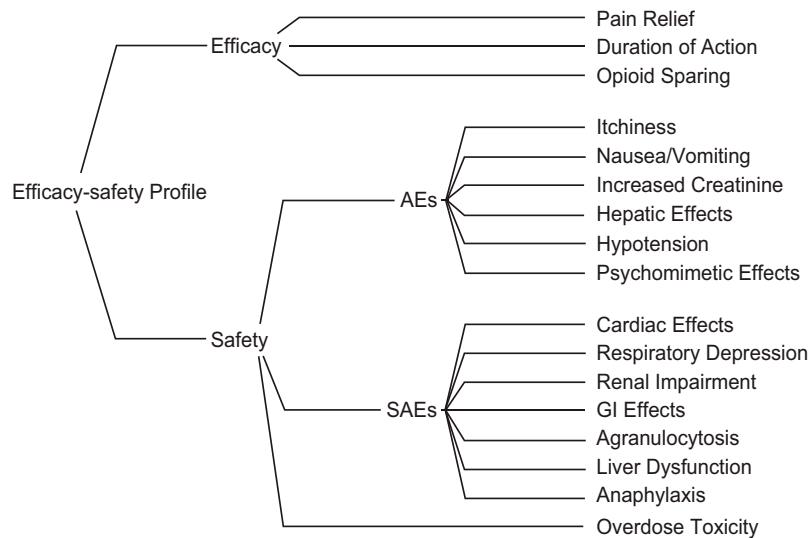 Efficacy-safety Profile
Efficacy
Pain Relief
Duration of Action
Opioid Sparing
Safety
AEs
Itchiness
Nausea/Vomiting
Increased Creatinine
Hepatic Effects
Hypotension
Psychomimetic Effects
SAEs
Cardiac Effects
Respiratory Depression
Renal Impairment
GI Effects
Agranulocytosis
Liver Dysfunction
Anaphylaxis
Overdose Toxicity